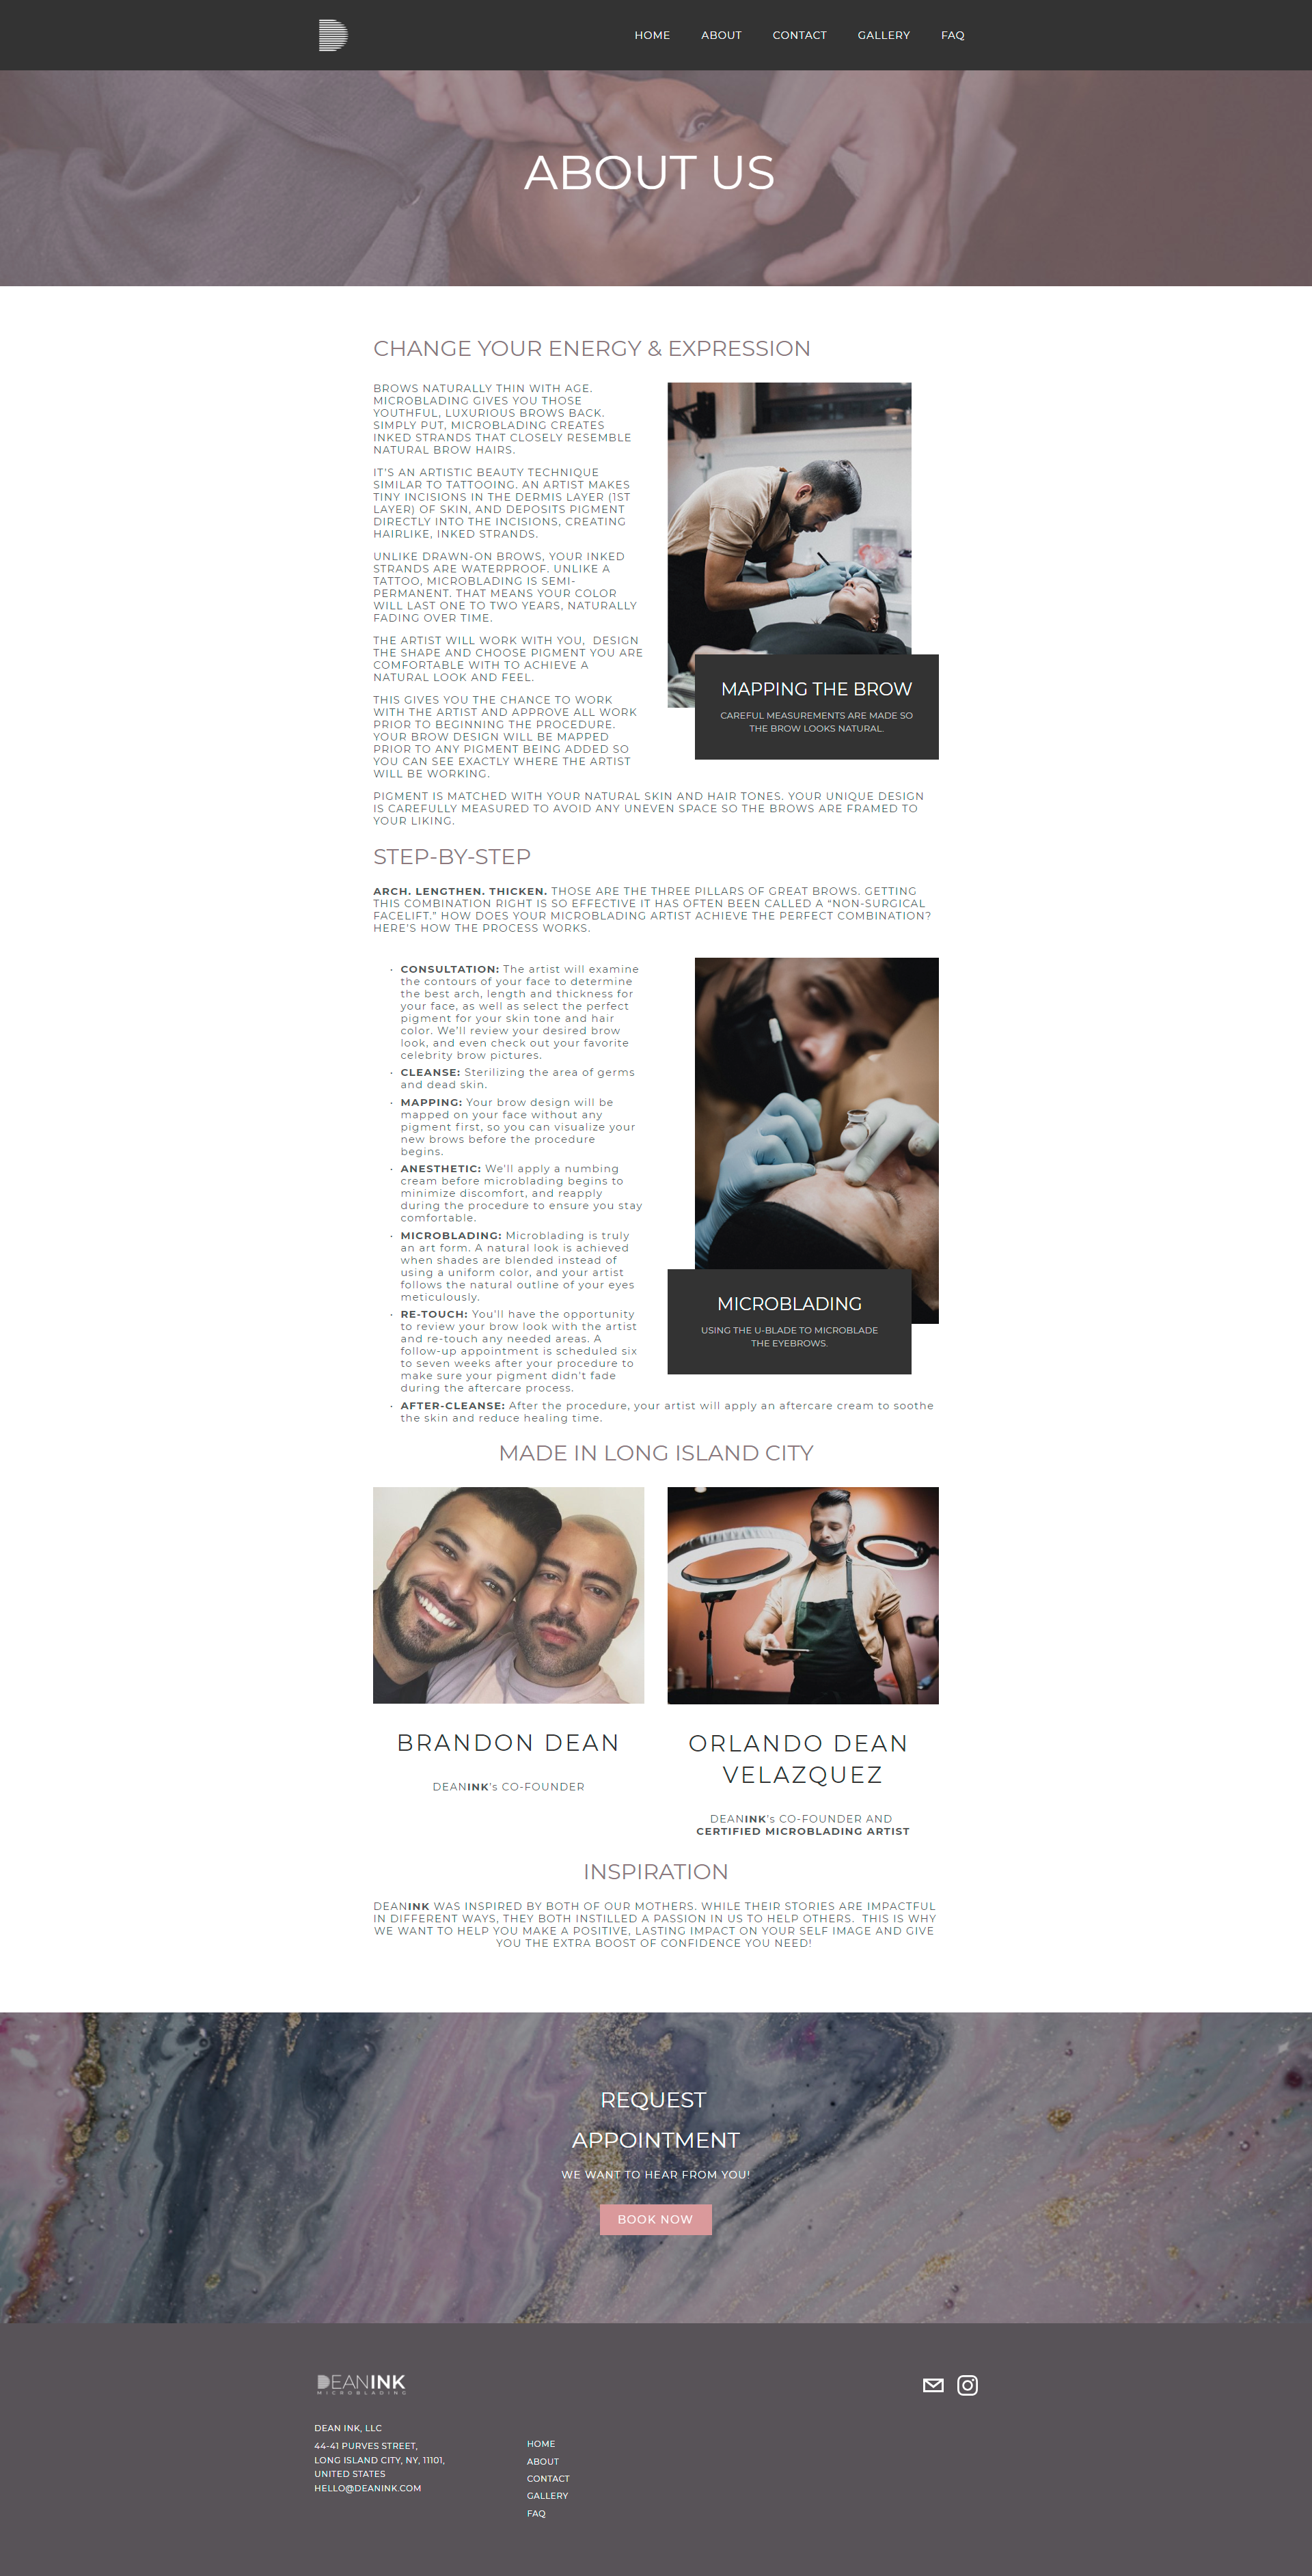 HOME ABOUT CONTACT GALLERY FAQ
ABOUT US
CHANGE YOUR ENERGY & EXPRESSION
BROWS NATURALLY THIN WITH AGE.
MICROBLADING GIVES YOU THOSE
YOUTHFUL, LUXURIOUS BROWS BACK.
SIMPLY PUT, MICROBLADING CREATES
INKED STRANDS THAT CLOSELY RESEMBLE
NATURAL BROW HAIRS.
IT'S AN ARTISTIC BEAUTY TECHNIQUE
SIMILAR TO TATTOOING. AN ARTIST MAKES
TINY INCISIONS IN THE DERMIS LAYER (1ST
LAYER) OF SKIN, AND DEPOSITS PIGMENT
DIRECTLY INTO THE INCISIONS, CREATING
HAIRLIKE, INKED STRANDS.
UNLIKE DRAWN-ON BROWS, YOUR INKED
STRANDS ARE WATERPROOF. UNLIKE A
TATTOO, MICROBLADING IS SEMI-
PERMANENT. THAT MEANS YOUR COLOR
WILL LAST ONE TO TWO YEARS, NATURALLY
FADING OVER TIME.
THE ARTIST WILL WORK WITH YOU, DESIGN
THE SHAPE AND CHOOSE PIGMENT YOU ARE
COMFORTABLE WITH TO ACHIEVE A
NATURAL LOOK AND FEEL.
THIS GIVES YOU THE CHANCE TO WORK
WITH THE ARTIST AND APPROVE ALL WORK
PRIOR TO BEGINNING THE PROCEDURE.
YOUR BROW DESIGN WILL BE MAPPED
PRIOR TO ANY PIGMENT BEING ADDED SO
YOU CAN SEE EXACTLY WHERE THE ARTIST
WILL BE WORKING.
MAPPING THE BROW
CAREFUL MEASUREMENTS ARE MADE SO
THE BROW LOOKS NATURAL.
PIGMENT IS MATCHED WITH YOUR NATURAL SKIN AND HAIR TONES. YOUR UNIQUE DESIGN
IS CAREFULLY MEASURED TO AVOID ANY UNEVEN SPACE SO THE BROWS ARE FRAMED TO
YOUR LIKING.
STEP-BY-STEP
ARCH. LENGTHEN. THICKEN. THOSE ARE THE THREE PILLARS OF GREAT BROWS. GETTING
THIS COMBINATION RIGHT IS SO EFFECTIVE IT HAS OFTEN BEEN CALLED A “NON-SURGICAL
FACELIFT.” HOW DOES YOUR MICROBLADING ARTIST ACHIEVE THE PERFECT COMBINATION?
HERE'S HOW THE PROCESS WORKS.
• CONSULTATION: The artist will examine
the contours of your face to determine
the best arch, length and thickness for
your face, as well as select the perfect
pigment for your skin tone and hair
color. We'll review your desired brow
look, and even check out your favorite
celebrity brow pictures.
• CLEANSE: Sterilizing the area of germs
and dead skin.
• MAPPING: Your brow design will be
mapped on your face without any
pigment first, so you can visualize your
new brows before the procedure
begins.
• ANESTHETIC: We'll apply a numbing
cream before microblading begins to
minimize discomfort, and reapply
during the procedure to ensure you stay
comfortable.
• MICROBLADING: Microblading is truly
an art form. A natural look is achieved
when shades are blended instead of
using a uniform color, and your artist
follows the natural outline of your eyes
meticulously.
• RE-TOUCH: You'll have the opportunity
to review your brow look with the artist
and re-touch any needed areas. A
follow-up appointment is scheduled six
to seven weeks after your procedure to
make sure your pigment didn't fade
during the aftercare process.
MICROBLADING
USING THE U-BLADE TO MICROBLADE
THE EYEBROWS.
• AFTER-CLEANSE: After the procedure, your artist will apply an aftercare cream to soothe
the skin and reduce healing time.
MADE IN LONG ISLAND CITY
BRANDON DEAN
DEANINK's CO-FOUNDER
ORLANDO DEAN
VELAZQUEZ
DEANINK's CO-FOUNDER AND
CERTIFIED MICROBLADING ARTIST
INSPIRATION
DEANINK WAS INSPIRED BY BOTH OF OUR MOTHERS. WHILE THEIR STORIES ARE IMPACTFUL
IN DIFFERENT WAYS, THEY BOTH INSTILLED A PASSION IN US TO HELP OTHERS. THIS IS WHY
WE WANT TO HELP YOU MAKE A POSITIVE, LASTING IMPACT ON YOUR SELF IMAGE AND GIVE
YOU THE EXTRA BOOST OF CONFIDENCE YOU NEED!
REQUEST
APPOINTMENT
WE WANT TO HEAR FROM YOU!
BOOK NOW
DEANINK
MICROBLADING
DEAN INK, LLC
44-41 PURVES STREET,
LONG ISLAND CITY, NY, 11101,
UNITED STATES
HELLO@DEANINK.COM
HOME
ABOUT
CONTACT
GALLERY
FAQ